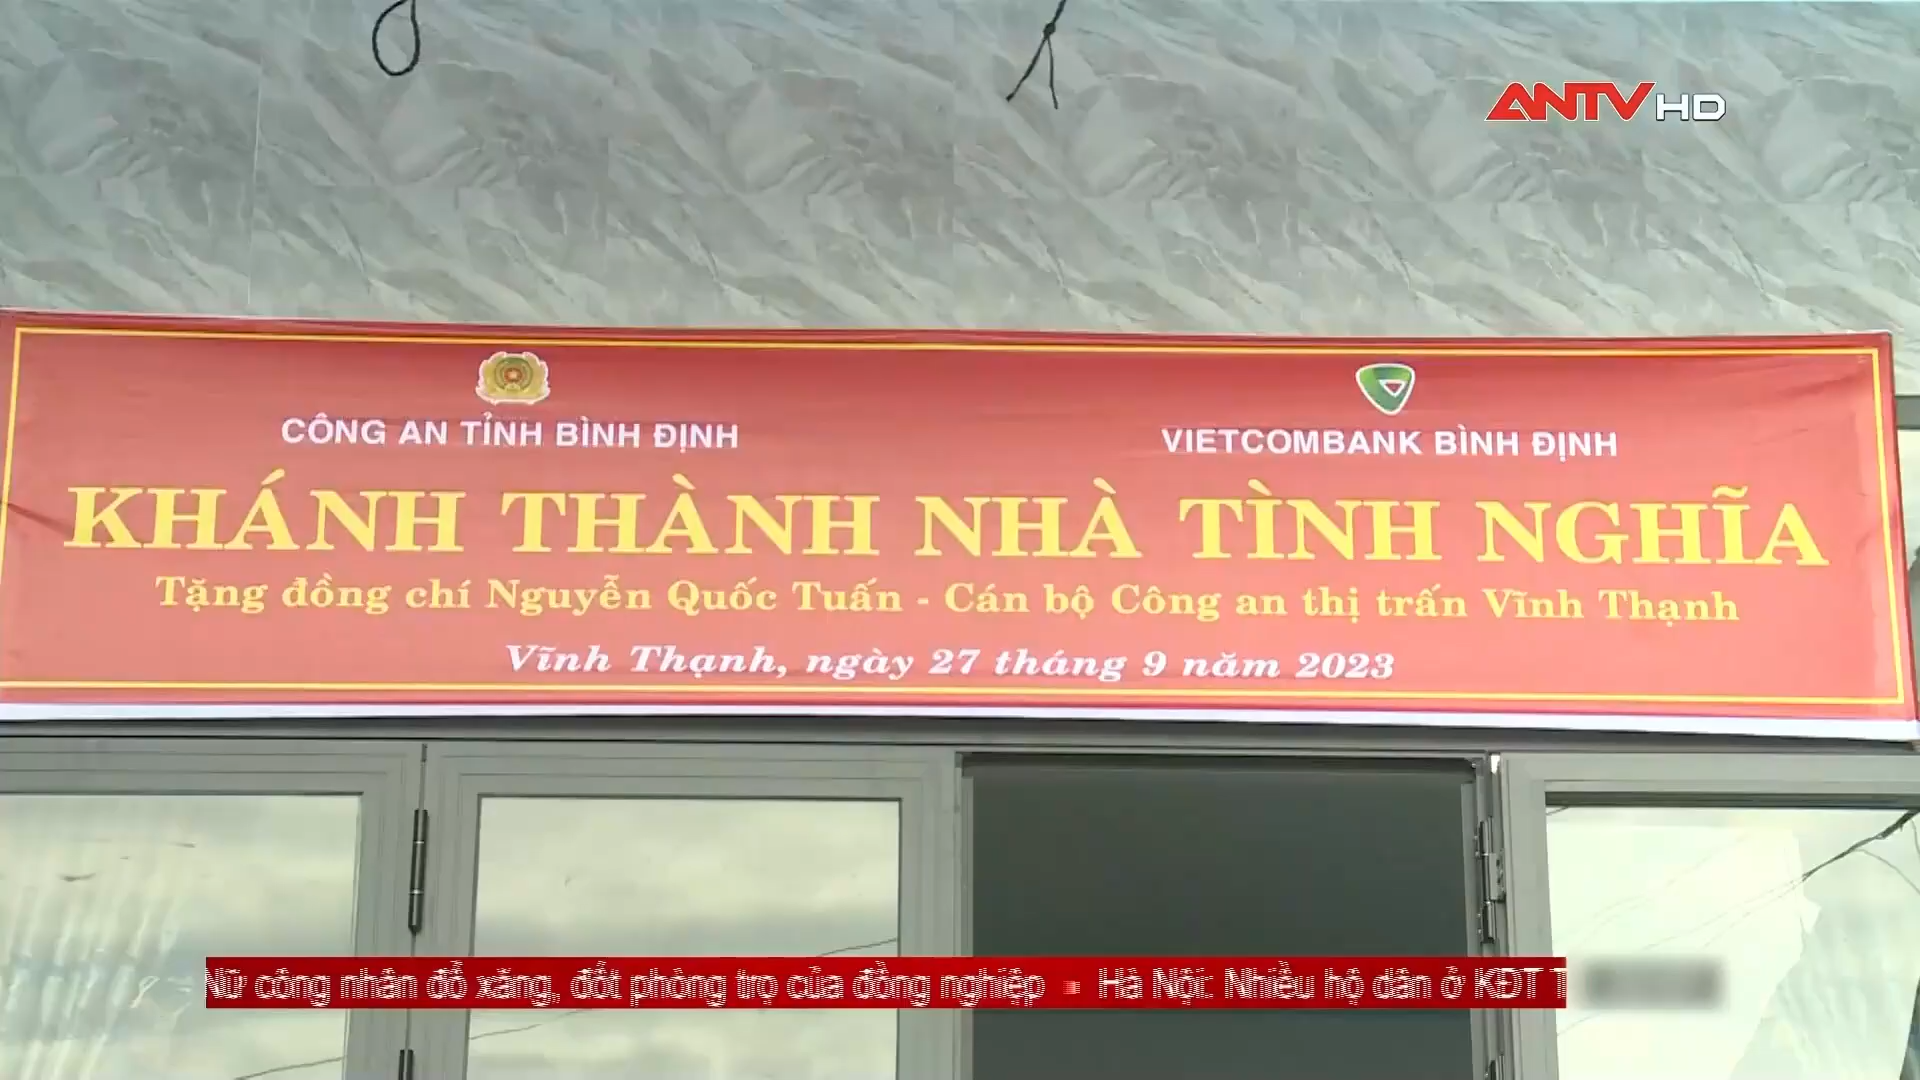 ANTV HD
CÔNG AN TỈNH BÌNH ĐỊNH
VIETCOMBANK BÌNH ĐỊNH
KHÁNH THÀNH NHÀ TÌNH NGHĨA
Tặng đồng chí Nguyễn Quốc Tuấn - Cán bộ Công an thị trấn Vĩnh Thạnh
Vĩnh Thạnh, ngày 27 tháng 9 năm 2023
Nữ công nhân đổ xăng, đốt phòng trọ của đồng nghiệp ▪ Hà Nội: Nhiều hộ dân ở KĐT